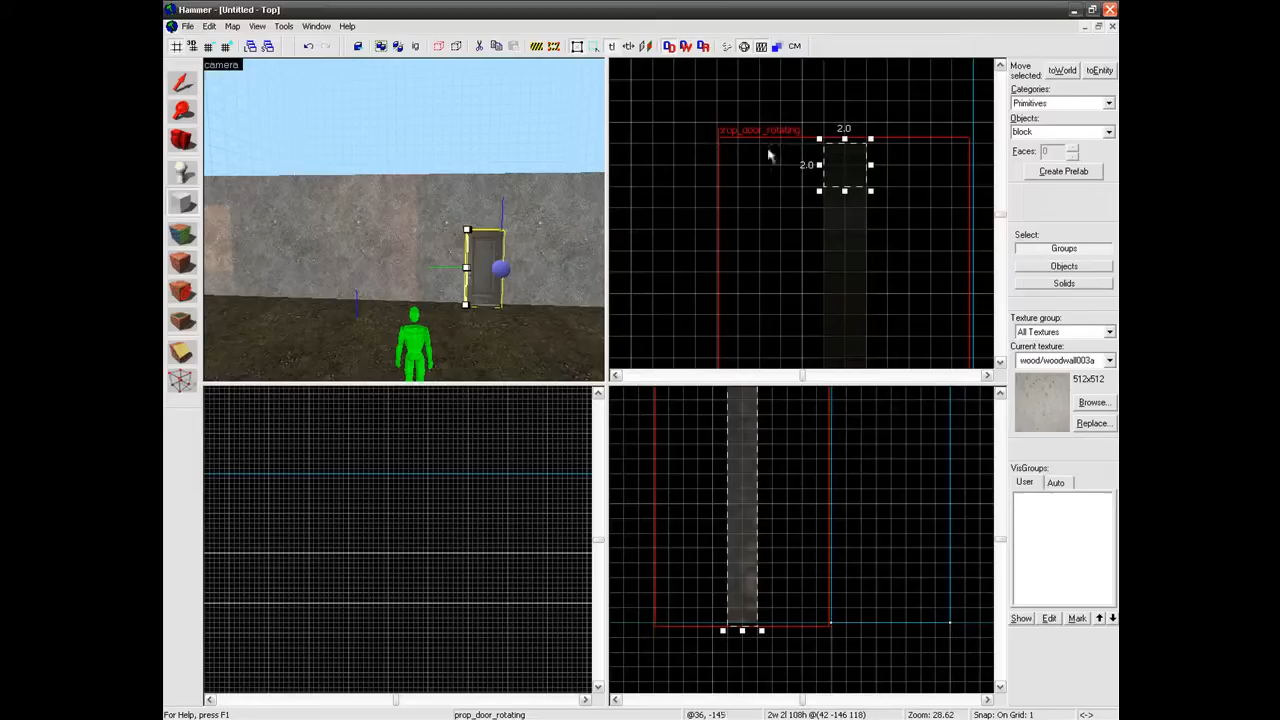 Hammer - [Untitled - Top]
File Edit Map View Tools Window Help
CM
camera
prop_door_rotating
2.0
2.0
Move selected:
toWorld
toEntity
Categories:
Primitives
Objects:
block
Faces: 0
Create Prefab
Select:
Groups
Objects
Solids
Texture group:
All Textures
Current texture:
wood/woodwall003a
512x512
Browse...
Replace...
VisGroups:
User Auto
Show Edit Mark
For Help, press F1
prop_door_rotating
@36, -145
2w 2l 108h @(42 -146 118)
Zoom: 28.62
Snap: On Grid: 1
<->